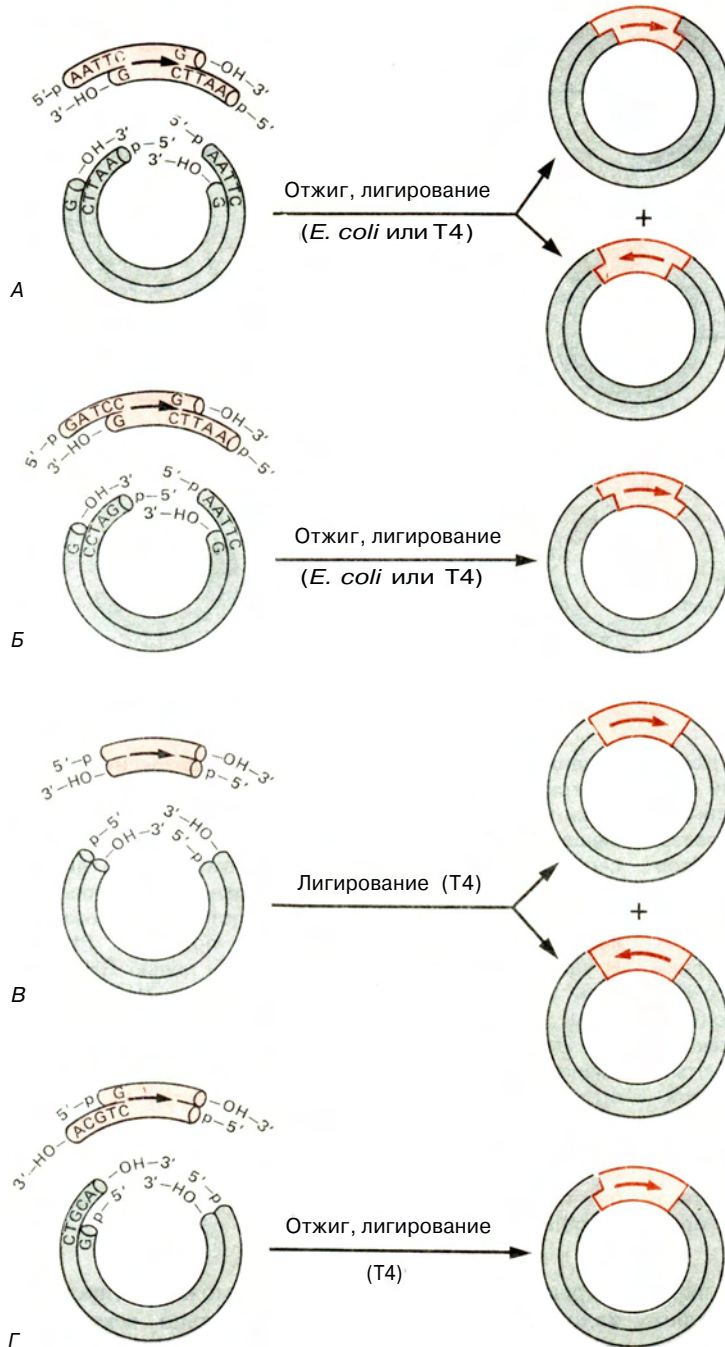 5'–p AATTC G OH–3'
3'–HO G CTTAA p–5'
OH–3' p–5' 5'–p
3'–HO
G CTTAA AATTC G
Отжиг, лигирование
(E. coli или T4)
+
А
5'–p GATCC G OH–3'
3'–HO G CTTAA p–5'
OH–3' p–5' 5'–p
3'–HO
G CCTAG AATTC G
Отжиг, лигирование
(E. coli или T4)
Б
5'–p OH–3'
3'–HO p–5'
p–5' 3'–HO
OH–3' 5'–p
Лигирование (T4)
+
В
5'–p G OH–3'
3'–HO ACGTC p–5'
OH–3' 5'–p
p–5' 3'–HO
CTGCA G
Отжиг, лигирование
(T4)
Г